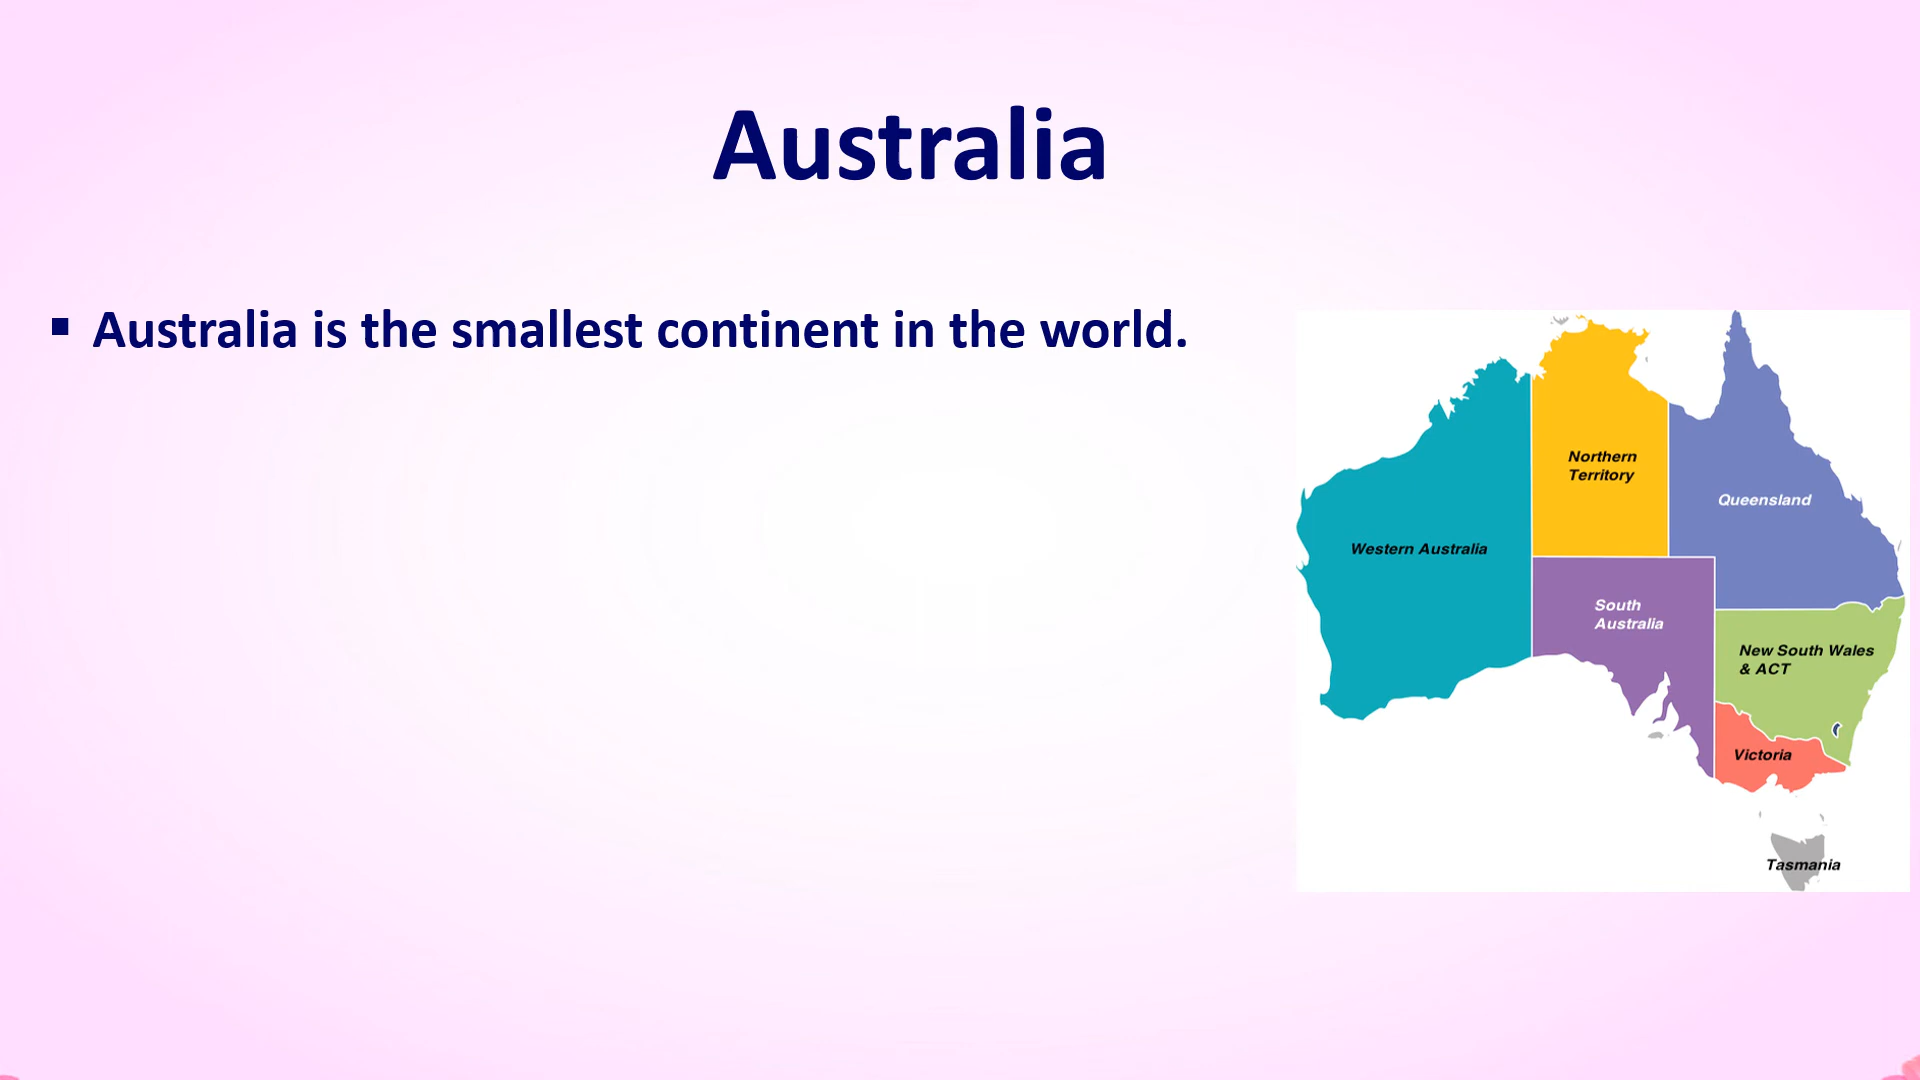 Australia
▪ Australia is the smallest continent in the world.
Northern
Territory
Queensland
Western Australia
South
Australia
New South Wales
& ACT
Victoria
Tasmania